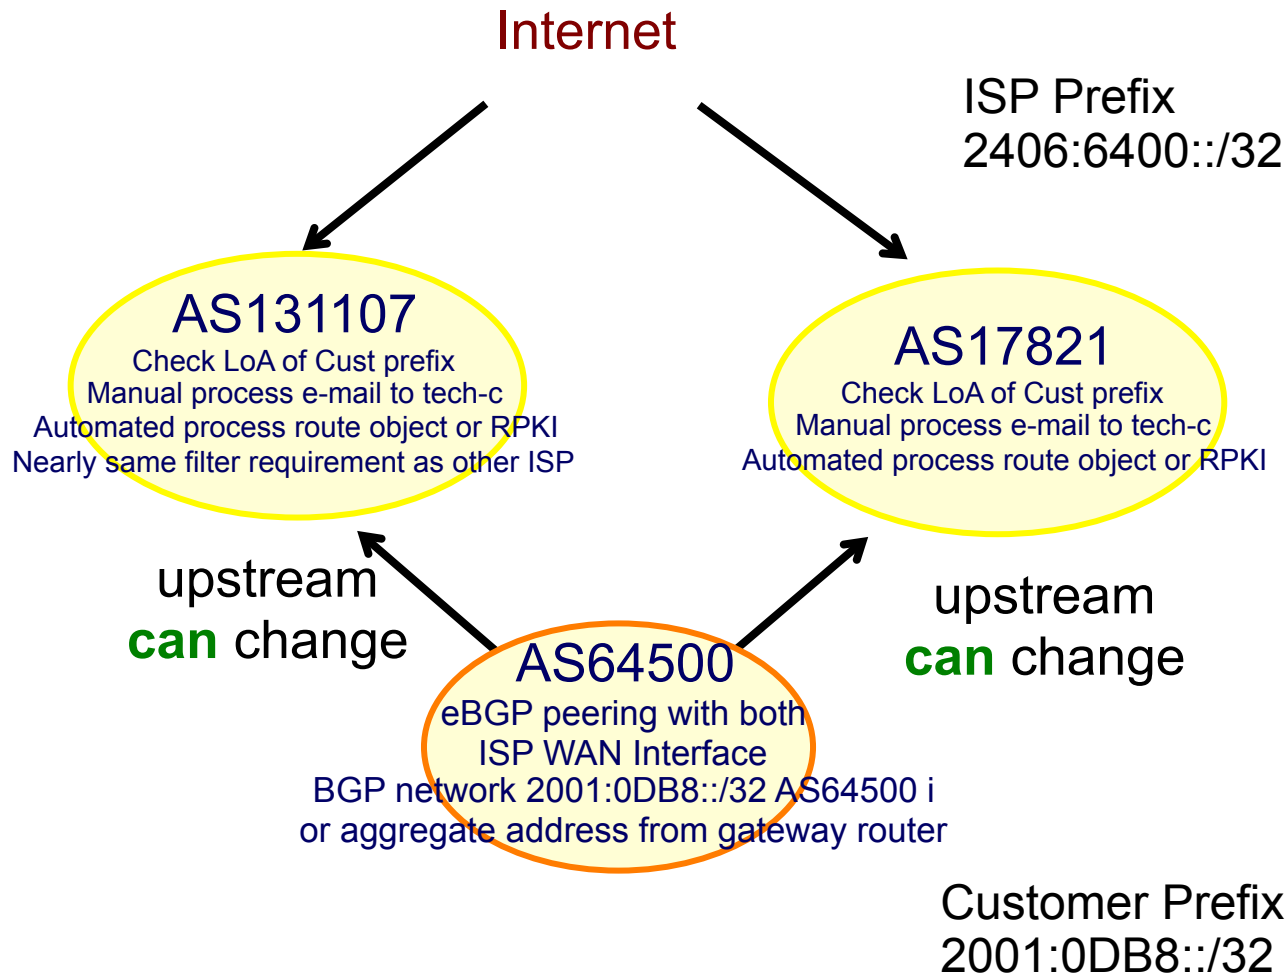 Internet
ISP Prefix
2406:6400::/32
AS131107
Check LoA of Cust prefix
Manual process e-mail to tech-c
Automated process route object or RPKI
Nearly same filter requirement as other ISP
AS17821
Check LoA of Cust prefix
Manual process e-mail to tech-c
Automated process route object or RPKI
upstream
can change
upstream
can change
AS64500
eBGP peering with both
ISP WAN Interface
BGP network 2001:0DB8::/32 AS64500 i
or aggregate address from gateway router
Customer Prefix
2001:0DB8::/32